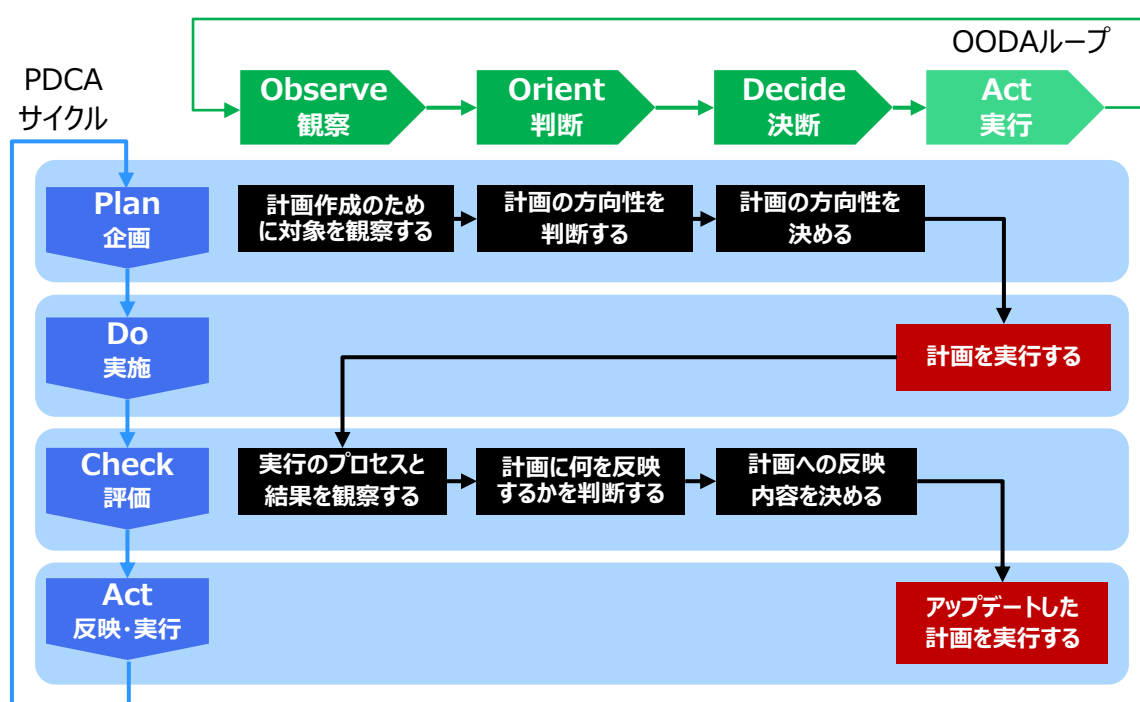 OODAループ
PDCA
サイクル
Observe
観察
Orient
判断
Decide
決断
Act
実行
Plan
企画
計画作成のため
に対象を観察する
計画の方向性を
判断する
計画の方向性を
決める
Do
実施
計画を実行する
Check
評価
実行のプロセスと
結果を観察する
計画に何を反映
するかを判断する
計画への反映
内容を決める
Act
反映・実行
アップデートした
計画を実行する